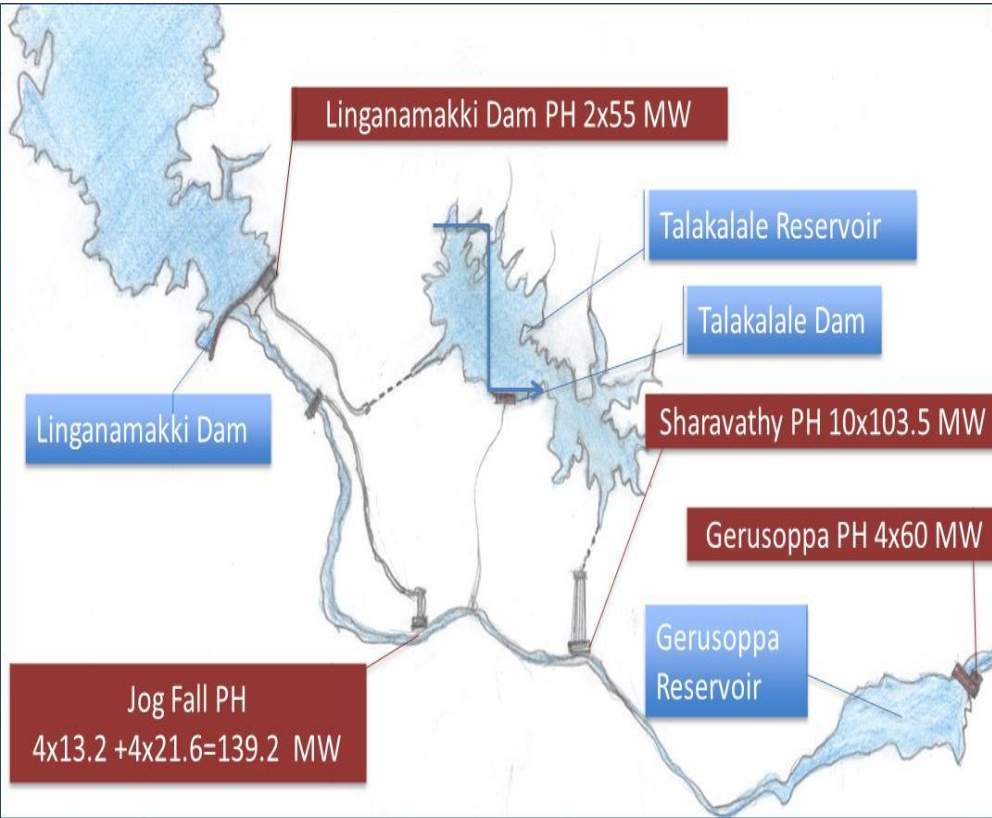 Linganamakki Dam PH 2x55 MW
Talakalale Reservoir
Talakalale Dam
Linganamakki Dam
Sharavathy PH 10x103.5 MW
Gerusoppa PH 4x60 MW
Gerusoppa
Reservoir
Jog Fall PH
4x13.2 +4x21.6=139.2 MW